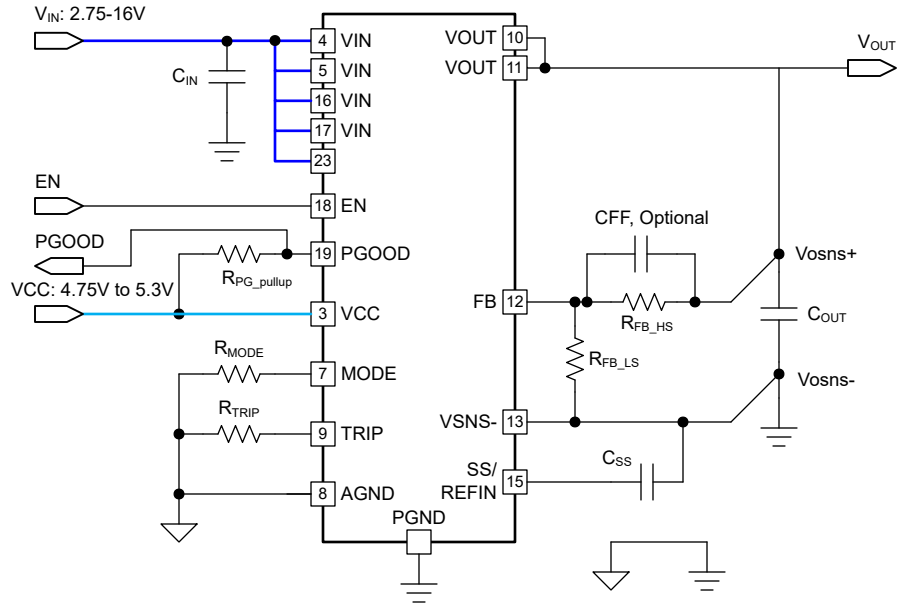 VIN: 2.75-16V
CIN
4 VIN
5 VIN
16 VIN
17 VIN
23
EN
18 EN
PGOOD
19 PGOOD
RPG_pullup
VCC: 4.75V to 5.3V
3 VCC
RMODE
7 MODE
RTRIP
9 TRIP
8 AGND
PGND
VOUT 10
VOUT 11
VOUT
CFF, Optional
Vosns+
FB 12
RFB_HS
COUT
RFB_LS
Vosns-
VSNS- 13
CSS
SS/
REFIN 15